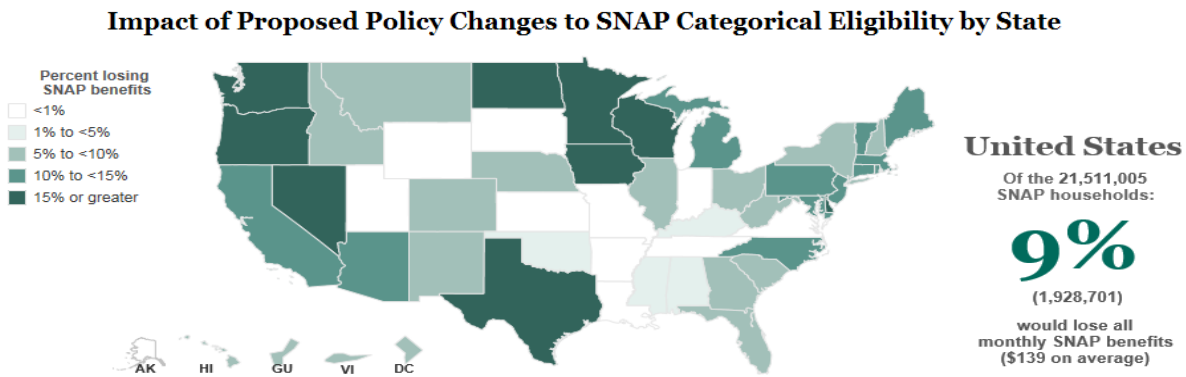 Impact of Proposed Policy Changes to SNAP Categorical Eligibility by State
Percent losing
SNAP benefits
<1%
1% to <5%
5% to <10%
10% to <15%
15% or greater
AK
HI
GU
VI
DC
United States
Of the 21,511,005
SNAP households:
9%
(1,928,701)
would lose all
monthly SNAP benefits
($139 on average)